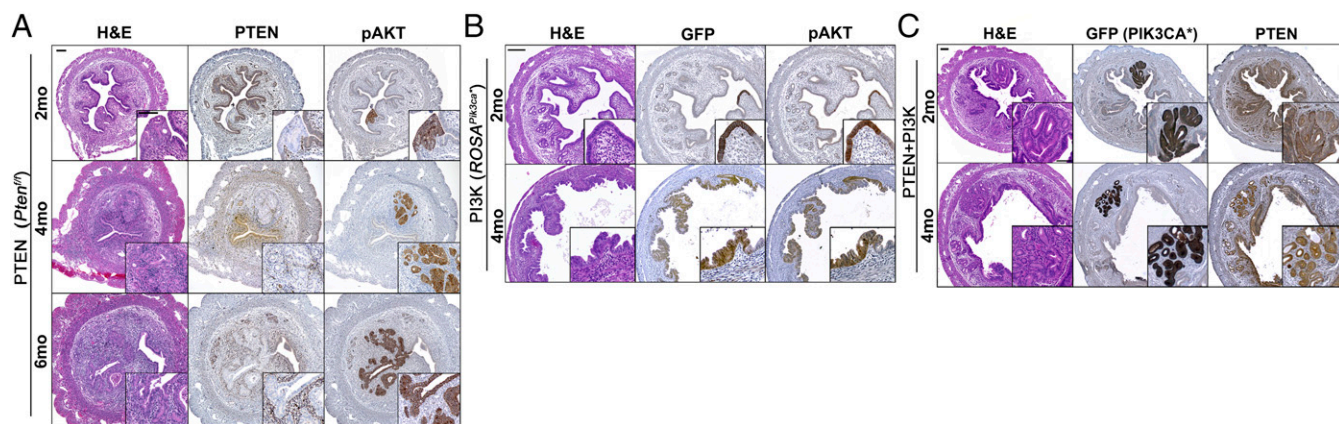 A
H&E PTEN pAKT
PTEN (Pten^f/f)
2mo
4mo
6mo
B
H&E GFP pAKT
PI3K (ROSA^Pik3ca*)
2mo
4mo
C
H&E GFP (PIK3CA*) PTEN
PTEN+PI3K
2mo
4mo